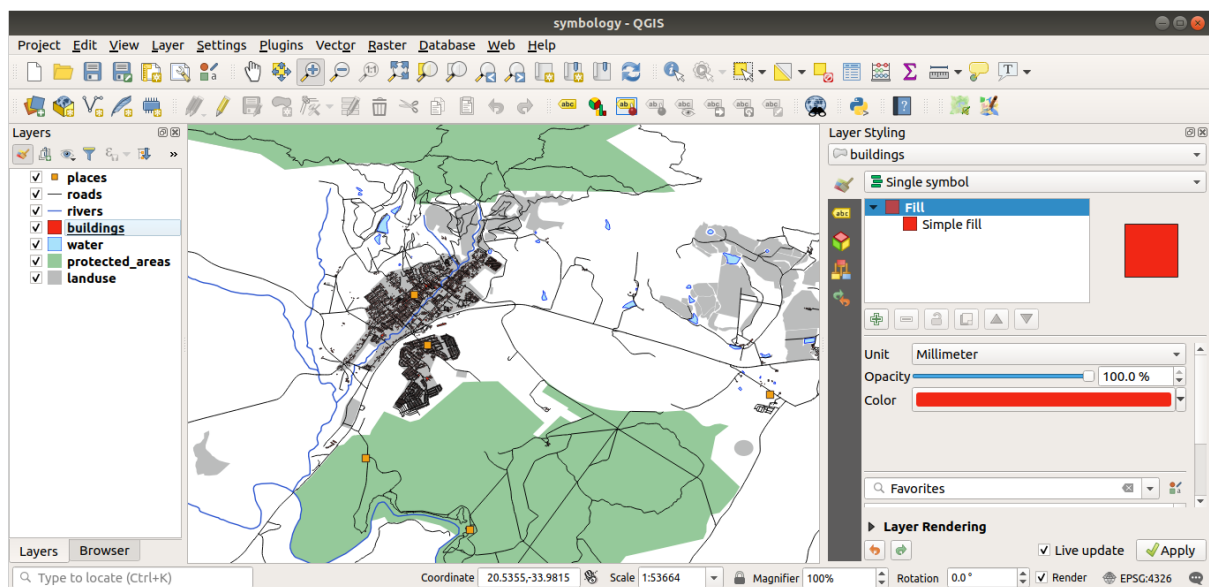 symbology - QGIS
Project Edit View Layer Settings Plugins Vector Raster Database Web Help
Layers
places
roads
rivers
buildings
water
protected_areas
landuse
Layers Browser
Layer Styling
buildings
Single symbol
Fill
Simple fill
Unit Millimeter
Opacity 100.0 %
Color
Favorites
Layer Rendering
Live update Apply
Type to locate (Ctrl+K) Coordinate 20.5355,-33.9815 Scale 1:53664 Magnifier 100% Rotation 0.0 ° Render EPSG:4326